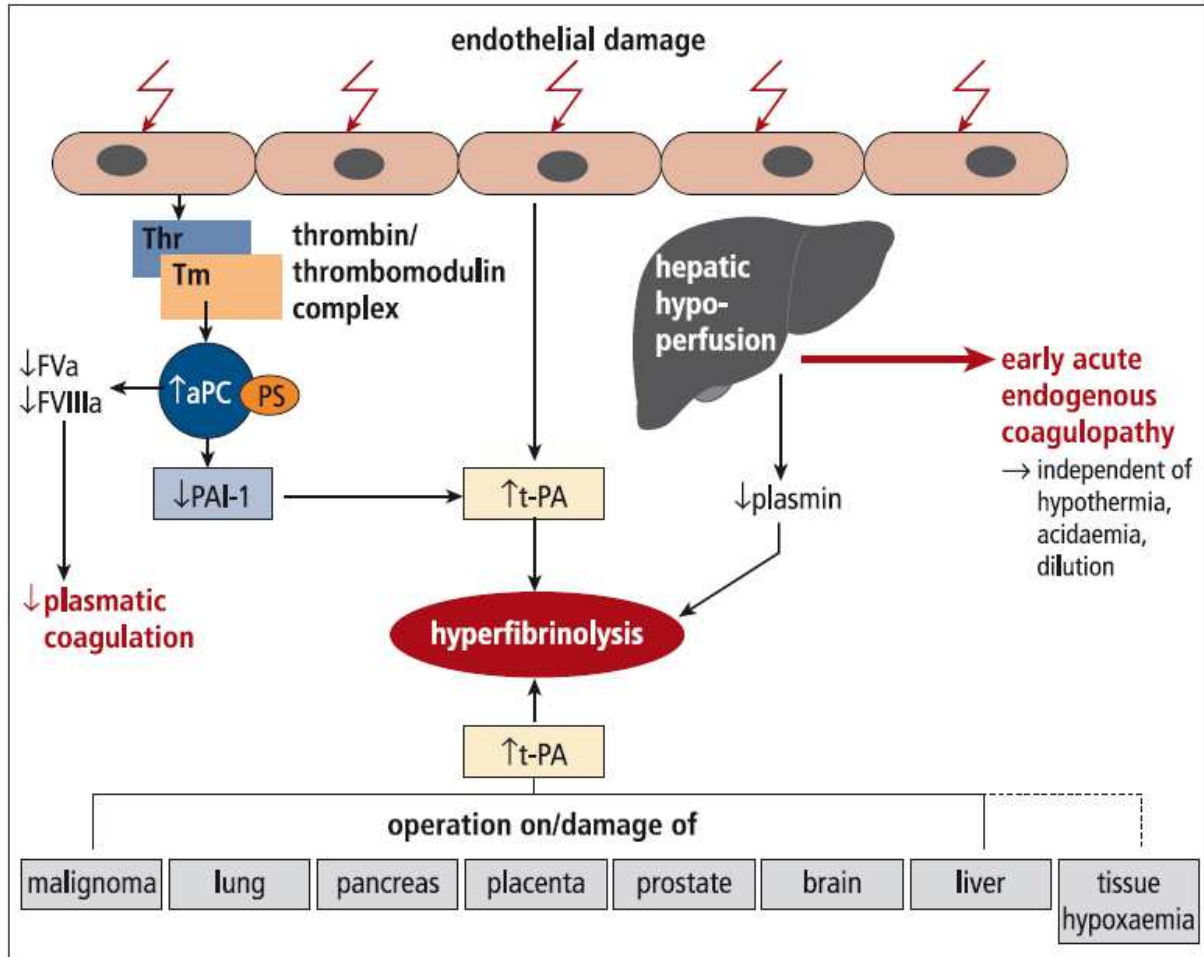 endothelial damage
Thr
Tm
thrombin/
thrombomodulin
complex
hepatic
hypo-
perfusion
↓FVa
↓FVIIIa
↑aPC
PS
early acute
endogenous
coagulopathy
→ independent of
hypothermia,
acidaemia,
dilution
↓PAI-1
↑t-PA
↓plasmin
↓plasmatic
coagulation
hyperfibrinolysis
↑t-PA
operation on/damage of
malignoma
lung
pancreas
placenta
prostate
brain
liver
tissue
hypoxaemia